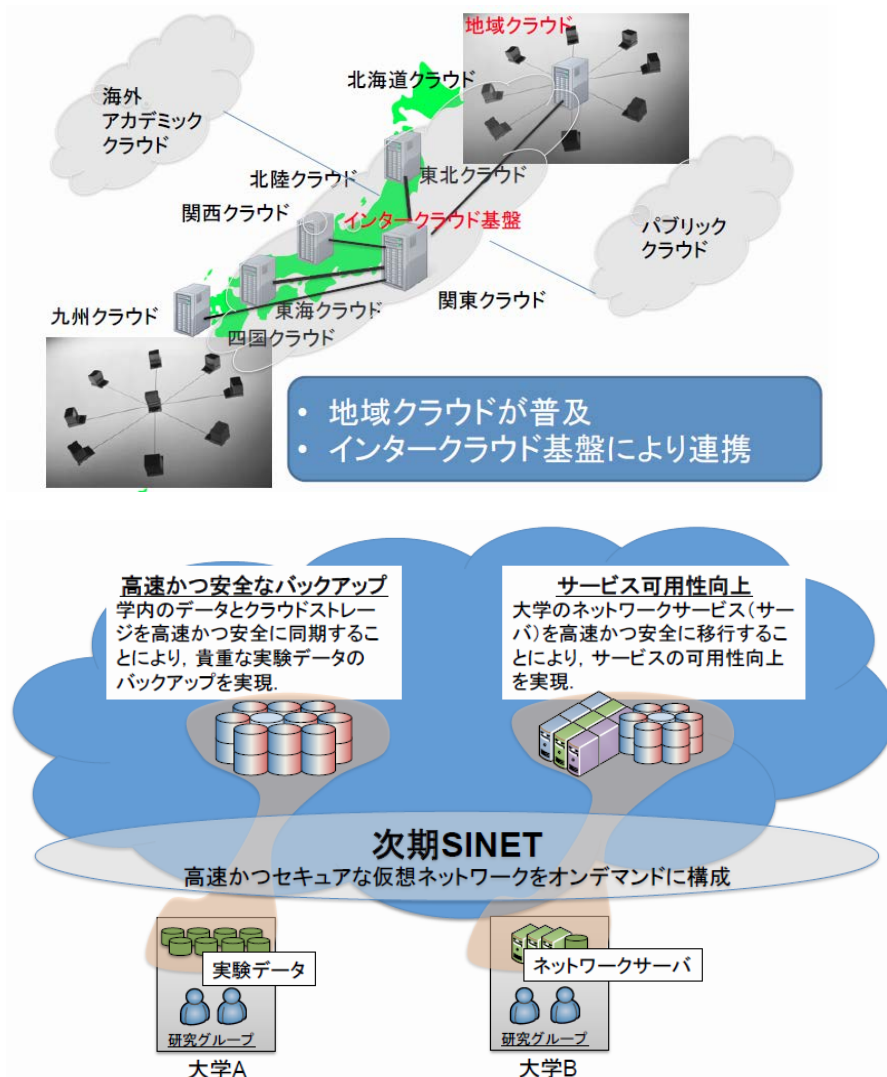 地域クラウド
北海道クラウド
海外
アカデミック
クラウド
北陸クラウド
東北クラウド
関西クラウド
インタークラウド基盤
パブリック
クラウド
関東クラウド
九州クラウド
東海クラウド
四国クラウド
• 地域クラウドが普及
• インタークラウド基盤により連携
高速かつ安全なバックアップ
学内のデータとクラウドストレー
ジを高速かつ安全に同期するこ
とにより, 貴重な実験データの
バックアップを実現.
サービス可用性向上
大学のネットワークサービス(サー
バ)を高速かつ安全に移行するこ
とにより, サービスの可用性向上
を実現.
次期SINET
高速かつセキュアな仮想ネットワークをオンデマンドに構成
実験データ
研究グループ
大学A
ネットワークサーバ
研究グループ
大学B